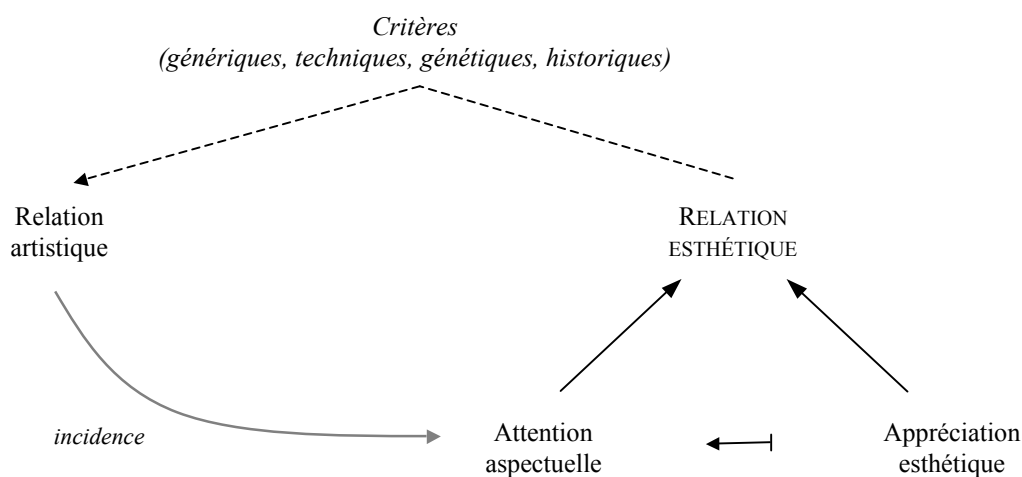 Critères
(génériques, techniques, génétiques, historiques)
Relation
artistique
RELATION
ESTHÉTIQUE
incidence
Attention
aspectuelle
Appréciation
esthétique